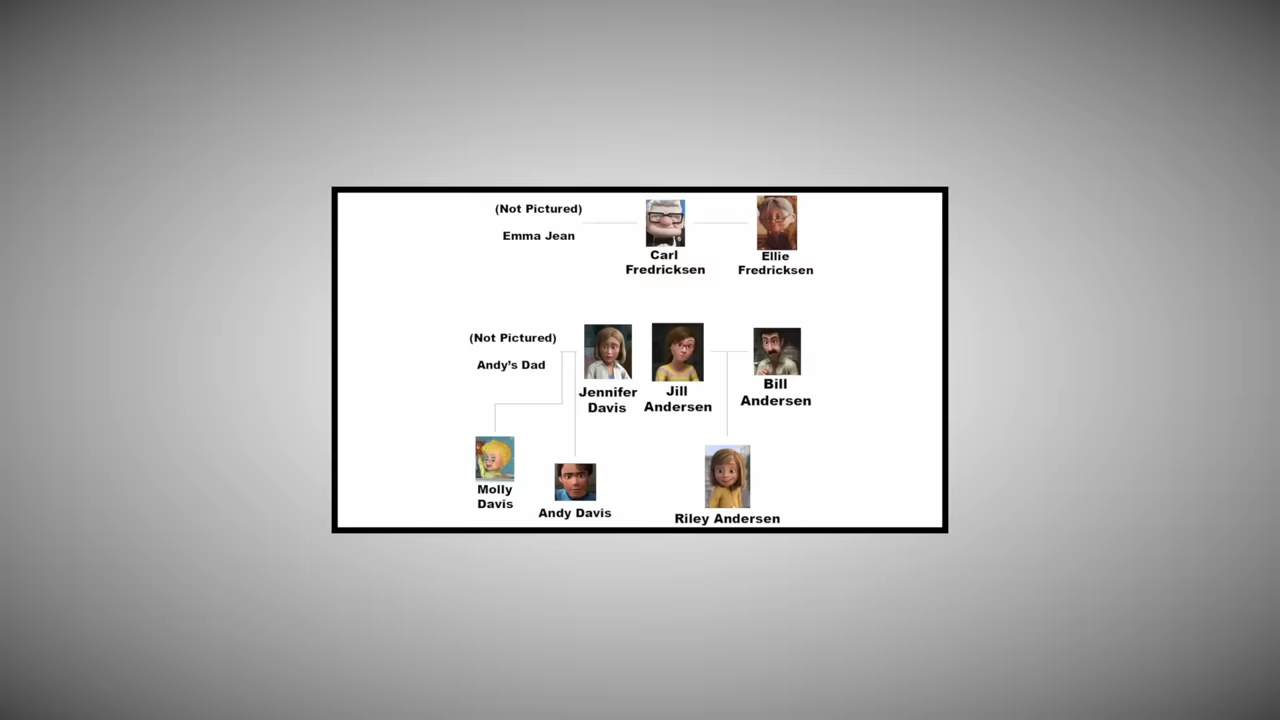 (Not Pictured)
Emma Jean
Carl
Fredricksen
Ellie
Fredricksen
(Not Pictured)
Andy's Dad
Jennifer
Davis
Jill
Andersen
Bill
Andersen
Molly
Davis
Andy Davis
Riley Andersen